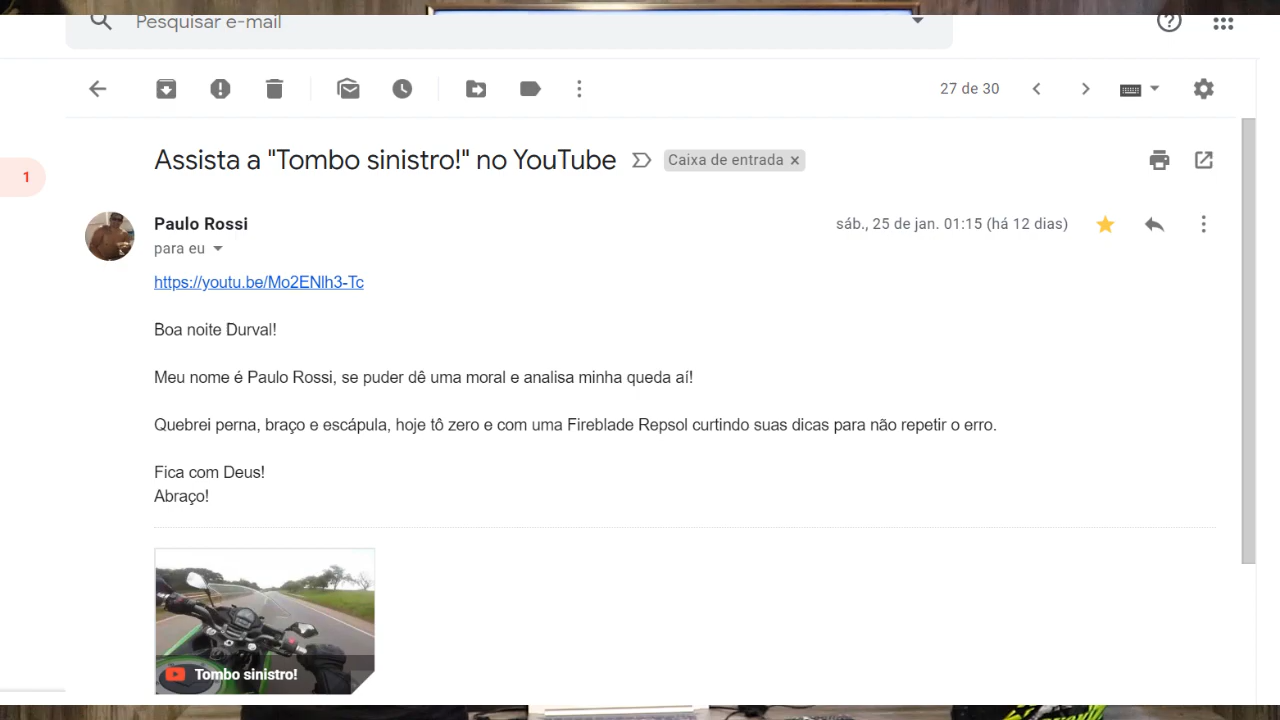 Pesquisar e-mail
27 de 30
Assista a "Tombo sinistro!" no YouTube
Caixa de entrada ×
1
Paulo Rossi
sáb., 25 de jan. 01:15 (há 12 dias)
para eu
https://youtu.be/Mo2ENlh3-Tc
Boa noite Durval!
Meu nome é Paulo Rossi, se puder dê uma moral e analisa minha queda aí!
Quebrei perna, braço e escápula, hoje tô zero e com uma Fireblade Repsol curtindo suas dicas para não repetir o erro.
Fica com Deus!
Abraço!
Tombo sinistro!